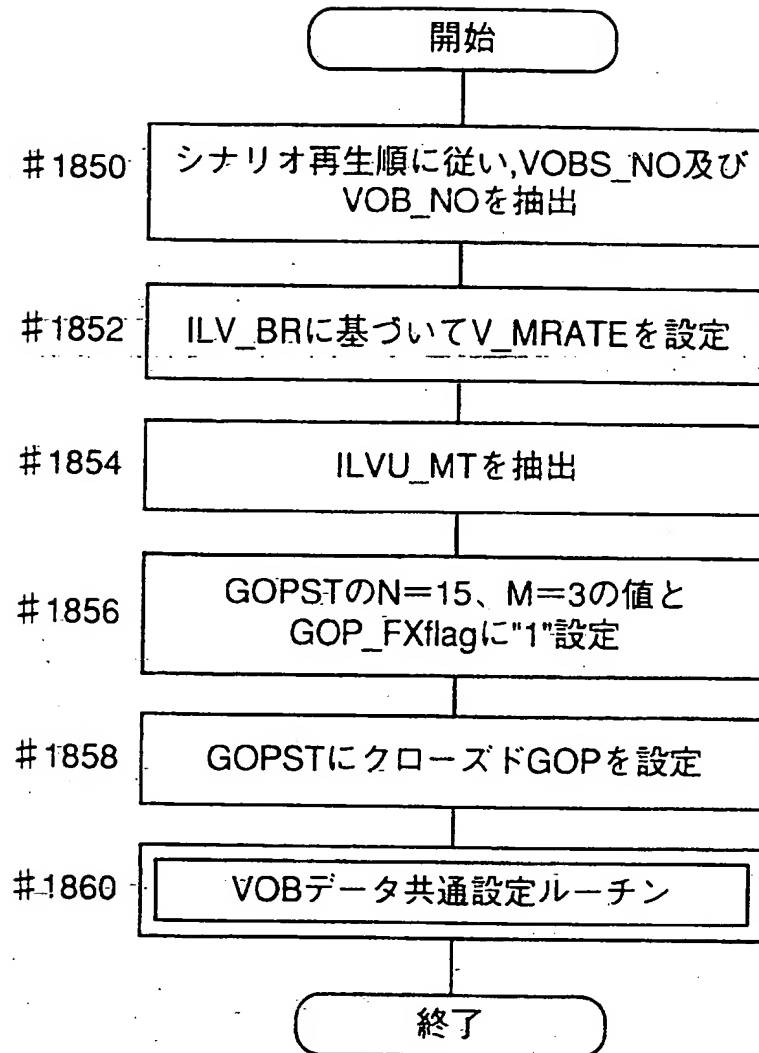 開始
#1850
シナリオ再生順に従い,VOBS_NO及び
VOB_NOを抽出
#1852
ILV_BRに基づいてV_MRATEを設定
#1854
ILVU_MTを抽出
#1856
GOPSTのN=15、M=3の値と
GOP_FXflagに"1"設定
#1858
GOPSTにクローズドGOPを設定
#1860
VOBデータ共通設定ルーチン
終了